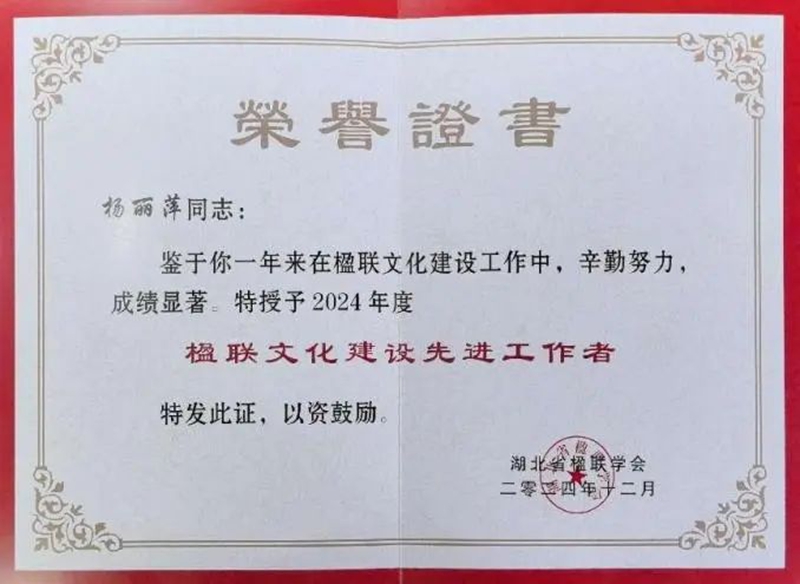 榮譽證書
杨丽萍同志:
鉴于你一年来在楹联文化建设工作中，辛勤努力，
成绩显著。特授予2024年度
楹联文化建设先进工作者
特发此证，以资鼓励。
湖北省楹联学会
二零二四年十二月